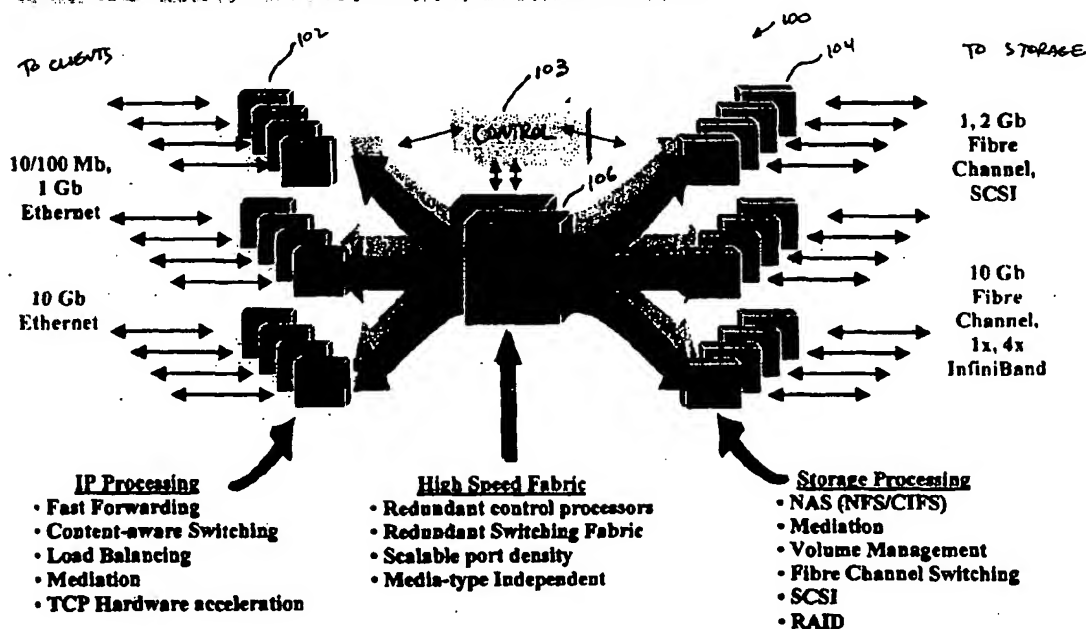 100
102
104
TO CLIENTS
103
TO STORAGE
CONTROL
106
10/100 Mb,
1 Gb
Ethernet
1, 2 Gb
Fibre
Channel,
SCSI
10 Gb
Ethernet
10 Gb
Fibre
Channel,
1x, 4x
InfiniBand
IP Processing
• Fast Forwarding
• Content-aware Switching
• Load Balancing
• Mediation
• TCP Hardware acceleration
High Speed Fabric
• Redundant control processors
• Redundant Switching Fabric
• Scalable port density
• Media-type Independent
Storage Processing
• NAS (NFS/CIFS)
• Mediation
• Volume Management
• Fibre Channel Switching
• SCSI
• RAID